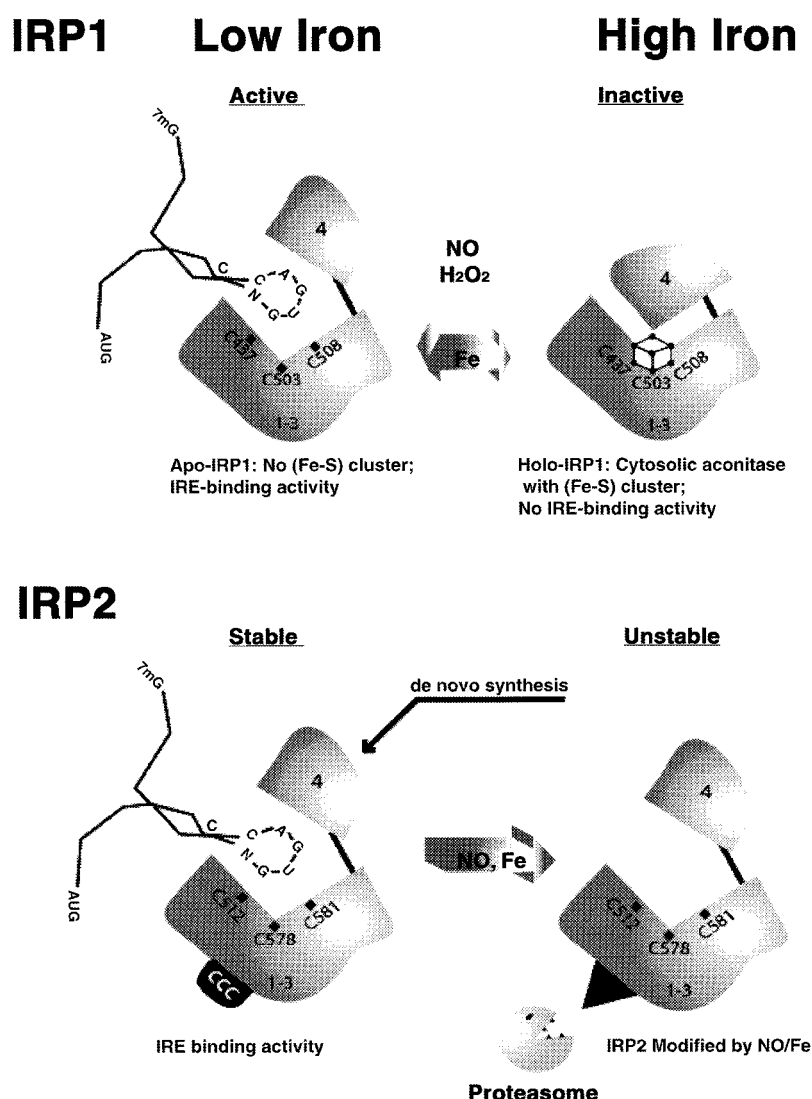 IRP1 Low Iron High Iron
Active Inactive
7mG
4
NO
H2O2
4
C
C A G U G N
Fe
AUG
C437 C503 C508
C437 C503 C508
1-3
1-3
Apo-IRP1: No (Fe-S) cluster;
IRE-binding activity
Holo-IRP1: Cytosolic aconitase
with (Fe-S) cluster;
No IRE-binding activity
IRP2
Stable Unstable
7mG
de novo synthesis
4
4
C
C A G U G N
NO, Fe
AUG
C512 C578 C581
C512 C578 C581
CCC
1-3
1-3
IRE binding activity
IRP2 Modified by NO/Fe
Proteasome